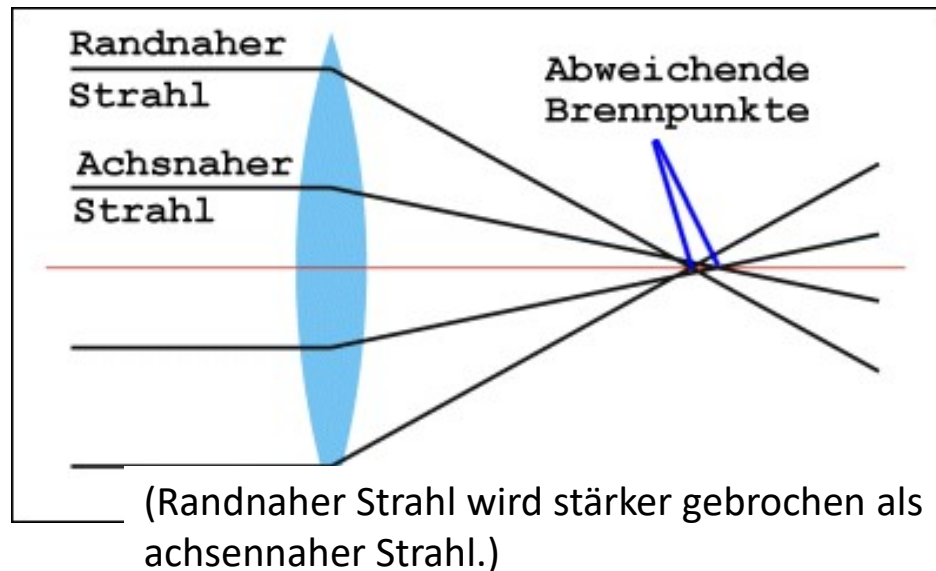 Randnaher
Strahl
Achsnaher
Strahl
Abweichende
Brennpunkte
(Randnaher Strahl wird stärker gebrochen als
achsennaher Strahl.)